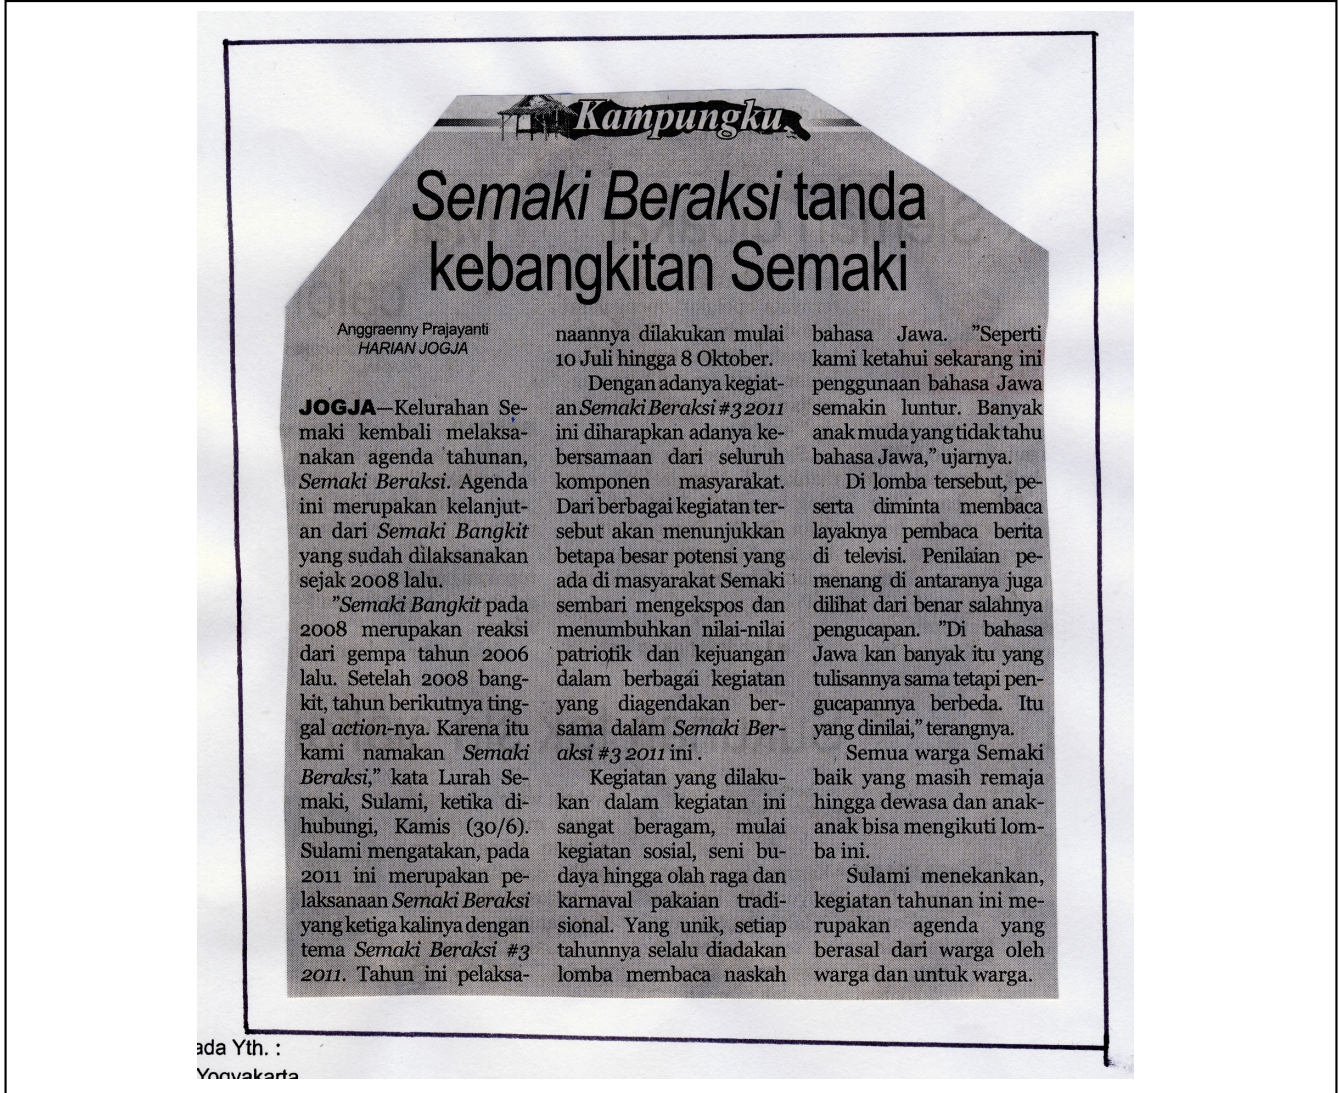 Kampungku
Semaki Beraksi tanda
kebangkitan Semaki
Anggraenny Prajayanti
HARIAN JOGJA
JOGJA—Kelurahan Se-
maki kembali melaksa-
nakan agenda tahunan,
Semaki Beraksi. Agenda
ini merupakan kelanjut-
an dari Semaki Bangkit
yang sudah dilaksanakan
sejak 2008 lalu.
"Semaki Bangkit pada
2008 merupakan reaksi
dari gempa tahun 2006
lalu. Setelah 2008 bang-
kit, tahun berikutnya ting-
gal action-nya. Karena itu
kami namakan Semaki
Beraksi," kata Lurah Se-
maki, Sulami, ketika di-
hubungi, Kamis (30/6).
Sulami mengatakan, pada
2011 ini merupakan pe-
laksanaan Semaki Beraksi
yang ketiga kalinya dengan
tema Semaki Beraksi #3
2011. Tahun ini pelaksa-
naannya dilakukan mulai
10 Juli hingga 8 Oktober.
Dengan adanya kegiat-
an Semaki Beraksi #3 2011
ini diharapkan adanya ke-
bersamaan dari seluruh
komponen masyarakat.
Dari berbagai kegiatan ter-
sebut akan menunjukkan
betapa besar potensi yang
ada di masyarakat Semaki
sembari mengekspos dan
menumbuhkan nilai-nilai
patriotik dan kejuangan
dalam berbagai kegiatan
yang diagendakan ber-
sama dalam Semaki Ber-
aksi #3 2011 ini .
Kegiatan yang dilaku-
kan dalam kegiatan ini
sangat beragam, mulai
kegiatan sosial, seni bu-
daya hingga olah raga dan
karnaval pakaian tradi-
sional. Yang unik, setiap
tahunnya selalu diadakan
lomba membaca naskah
bahasa Jawa. "Seperti
kami ketahui sekarang ini
penggunaan bahasa Jawa
semakin luntur. Banyak
anak muda yang tidak tahu
bahasa Jawa," ujarnya.
Di lomba tersebut, pe-
serta diminta membaca
layaknya pembaca berita
di televisi. Penilaian pe-
menang di antaranya juga
dilihat dari benar salahnya
pengucapan. "Di bahasa
Jawa kan banyak itu yang
tulisannya sama tetapi pen-
gucapannya berbeda. Itu
yang dinilai," terangnya.
Semua warga Semaki
baik yang masih remaja
hingga dewasa dan anak-
anak bisa mengikuti lom-
ba ini.
Sulami menekankan,
kegiatan tahunan ini me-
rupakan agenda yang
berasal dari warga oleh
warga dan untuk warga.
ada Yth. :
Yogyakarta